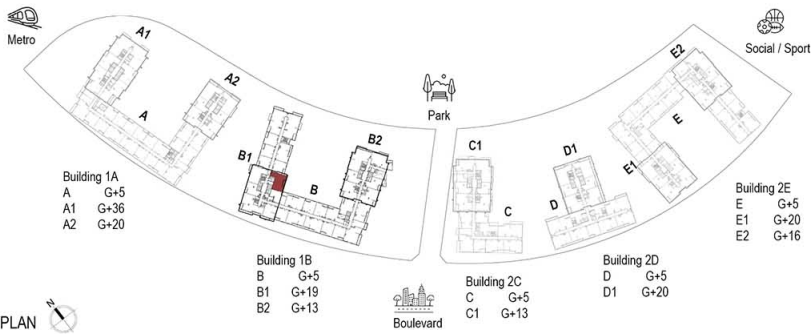 Metro
A1
A2
A
Building 1A
A G+5
A1 G+36
A2 G+20
B1
B2
B
Building 1B
B G+5
B1 G+19
B2 G+13
Park
Boulevard
C1
C
Building 2C
C G+5
C1 G+13
D1
D
Building 2D
D G+5
D1 G+20
E2
E
E1
Social / Sport
Building 2E
E G+5
E1 G+20
E2 G+16
PLAN
N